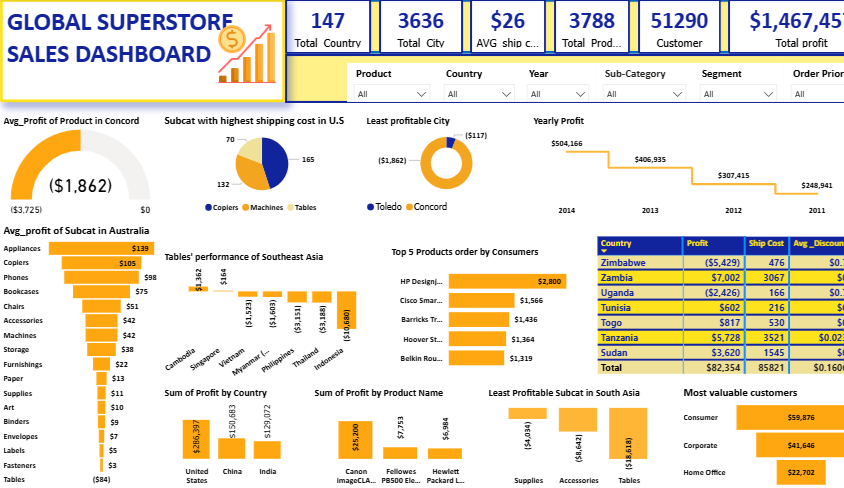 GLOBAL SUPERSTORE
SALES DASHBOARD
147
Total Country
3636
Total City
$26
AVG ship c...
3788
Total Prod...
51290
Customer
$1,467,45
Total profit
Product
Country
Year
Sub-Category
Segment
Order Prior
All
All
All
All
All
All
Avg_Profit of Product in Concord
($1,862)
($3,725)
$0
Subcat with highest shipping cost in U.S
70
165
132
Copiers
Machines
Tables
Least profitable City
($117)
($1,862)
Toledo
Concord
Yearly Profit
$504,166
$406,935
$307,415
$248,941
2014
2013
2012
2011
Avg_profit of Subcat in Australia
Appliances $139
Copiers $105
Phones $98
Bookcases $75
Chairs $51
Accessories $42
Machines $42
Storage $38
Furnishings $22
Paper $13
Supplies $11
Art $10
Binders $9
Envelopes $7
Labels $5
Fasteners $3
Tables ($84)
Tables' performance of Southeast Asia
$1,362
$164
($1,523)
($1,603)
($3,151)
($3,188)
($10,680)
Cambodia
Singapore
Vietnam
Myanmar (...
Philippines
Thailand
Indonesia
Top 5 Products order by Consumers
HP Designj... $2,800
Cisco Smar... $1,566
Barricks Tr... $1,436
Hoover St... $1,364
Belkin Rou... $1,319
Country Profit Ship Cost Avg_Discoun
Zimbabwe ($5,429) 476 $0.7
Zambia $7,002 3067 $0
Uganda ($2,426) 166 $0.7
Tunisia $602 216 $0
Togo $817 530 $0
Tanzania $5,728 3521 $0.023
Sudan $3,620 1545 $0
Total $82,354 85821 $0.160
Sum of Profit by Country
$286,397
$150,683
$129,072
United
States
China
India
Sum of Profit by Product Name
$25,200
$7,753
$6,984
Canon
imageCLA...
Fellowes
PB500 Ele...
Hewlett
Packard L...
Least Profitable Subcat in South Asia
($4,034)
($8,642)
($18,618)
Supplies
Accessories
Tables
Most valuable customers
Consumer $59,876
Corporate $41,646
Home Office $22,702